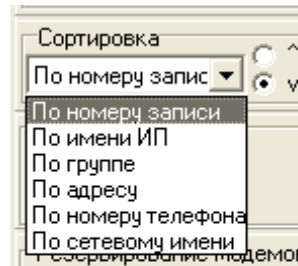 Сортировка
По номеру запис
^
v
По номеру записи
По имени ИП
По группе
По адресу
По номеру телефона
По сетевому имени